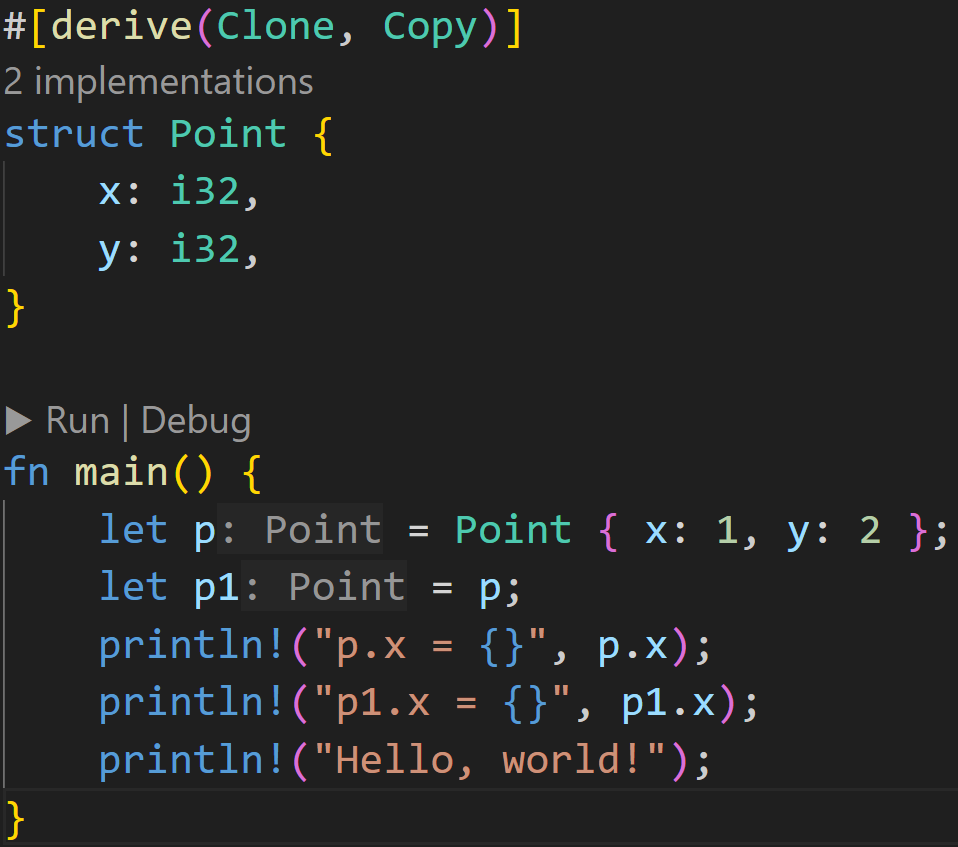 #[derive(Clone, Copy)]
2 implementations
struct Point {
    x: i32,
    y: i32,
}
▶ Run | Debug
fn main() {
    let p: Point = Point { x: 1, y: 2 };
    let p1: Point = p;
    println!("p.x = {}", p.x);
    println!("p1.x = {}", p1.x);
    println!("Hello, world!");
}